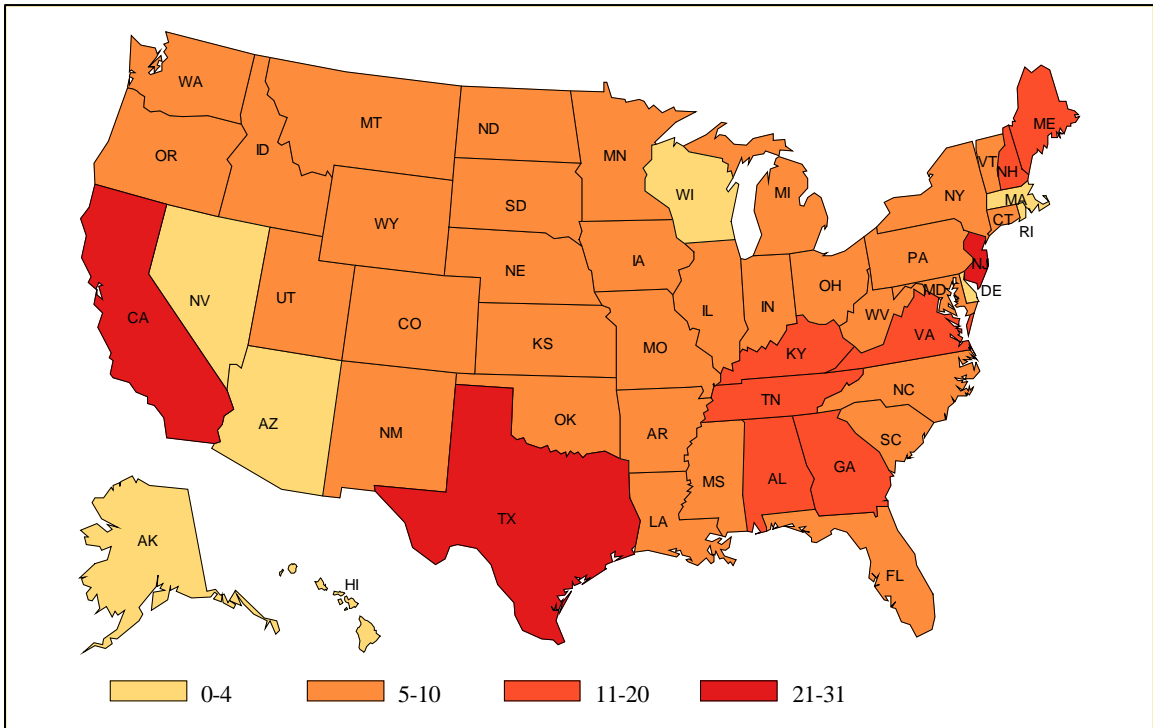 WA
MT
ND
MN
ME
OR
ID
SD
WI
MI
VT
NH
NY
MA
CT
RI
WY
NE
IA
PA
NJ
NV
UT
CO
IL
IN
OH
MD
DE
CA
KS
MO
WV
VA
KY
AZ
NM
OK
AR
TN
NC
SC
TX
LA
MS
AL
GA
AK
HI
FL
0-4
5-10
11-20
21-31